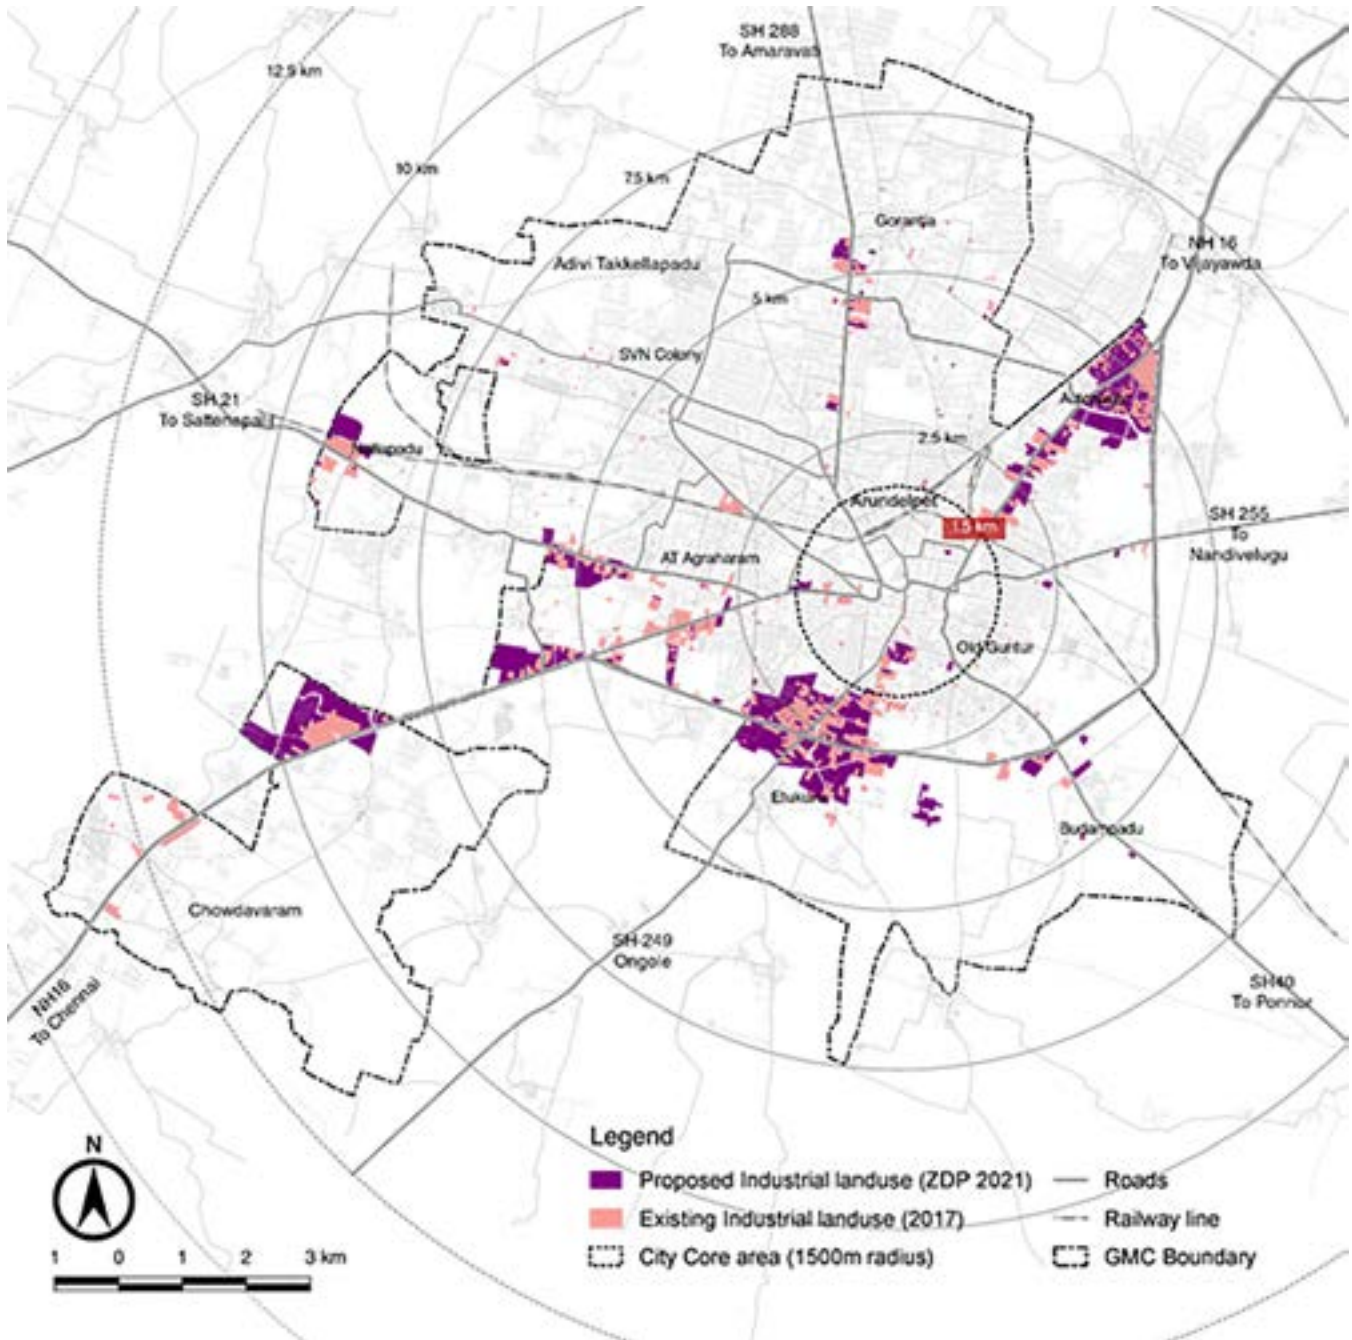 SH 288
To Amaravati
12.5 km
10 km
7.5 km
Gorantla
NH 16
To Vijayawda
Adivi Takkellapadu
5 km
SVN Colony
SH 21
To Sattenapalli
2.5 km
Arundelpet
1.5 km
SH 255
To
Nandivelugu
AT Agraharam
Old Guntur
Budampadu
Chowdavaram
SH-249
Ongole
NH16
To Chennai
SH40
To Ponnur
Legend
Proposed Industrial landuse (ZDP 2021)
Roads
Existing Industrial landuse (2017)
Railway line
City Core area (1500m radius)
GMC Boundary
N
1 0 1 2 3 km